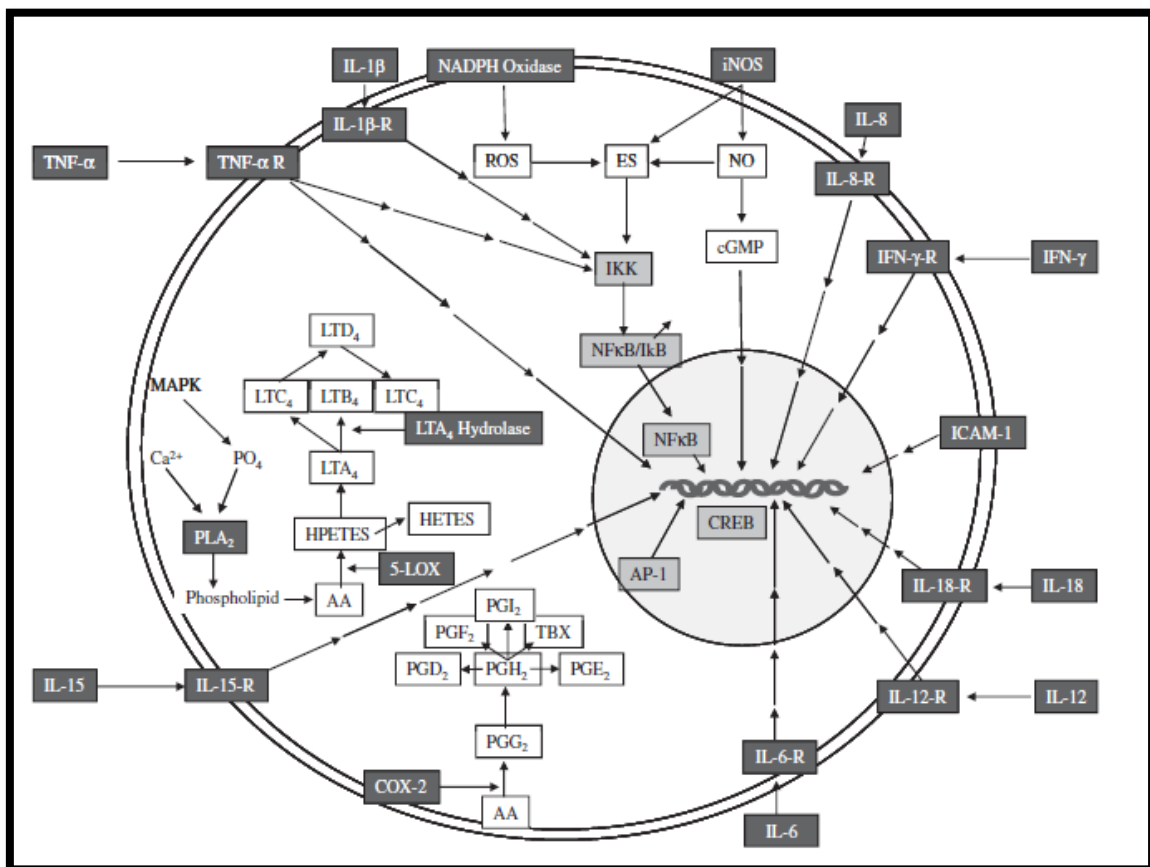 IL-1β
NADPH Oxidase
iNOS
IL-1β-R
IL-8
TNF-α
TNF-α R
ROS
ES
NO
IL-8-R
cGMP
IFN-γ-R
IFN-γ
IKK
LTD₄
NFκB/IkB
MAPK
LTC₄
LTB₄
LTC₄
LTA₄ Hydrolase
ICAM-1
NFκB
Ca²⁺
PO₄
LTA₄
CREB
HETES
HPETES
PLA₂
5-LOX
AP-1
IL-18-R
IL-18
Phospholipid
AA
PGI₂
PGF₂
TBX
PGD₂
PGH₂
PGE₂
IL-15
IL-15-R
IL-12-R
IL-12
PGG₂
IL-6-R
COX-2
AA
IL-6